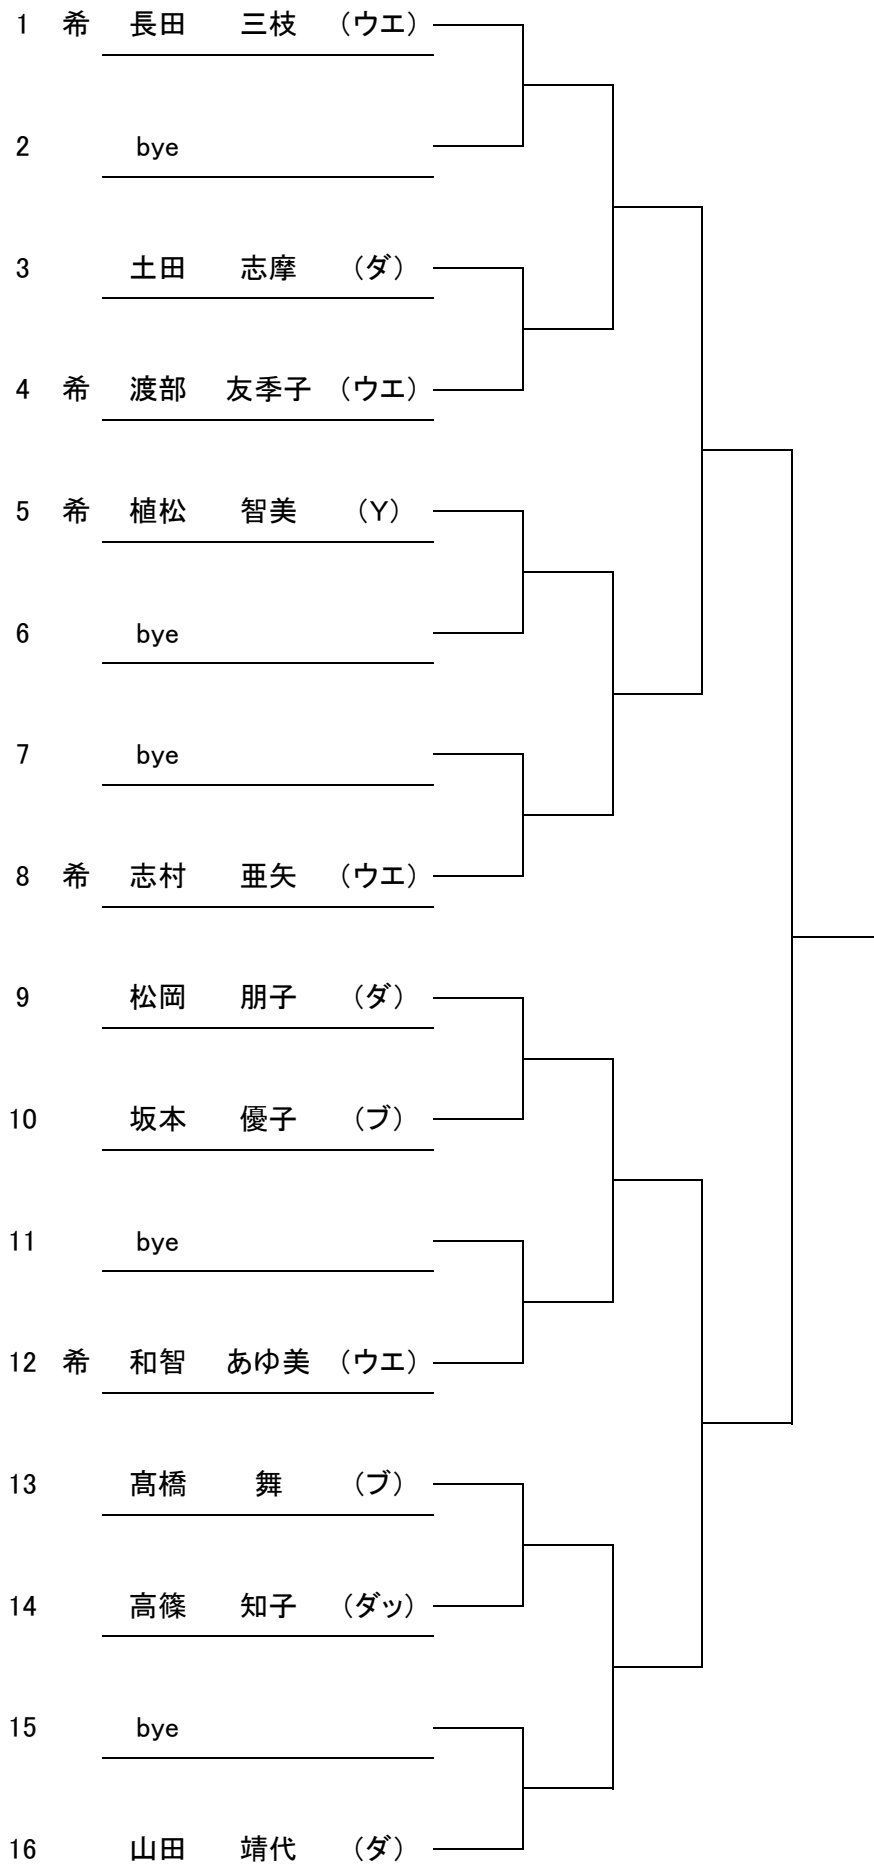 1 希 長田 三枝 (ウエ)
2 bye
3 土田 志摩 (ダ)
4 希 渡部 友季子 (ウエ)
5 希 植松 智美 (Y)
6 bye
7 bye
8 希 志村 亜矢 (ウエ)
9 松岡 朋子 (ダ)
10 坂本 優子 (ブ)
11 bye
12 希 和智 あゆ美 (ウエ)
13 髙橋 舞 (ブ)
14 高篠 知子 (ダッ)
15 bye
16 山田 靖代 (ダ)